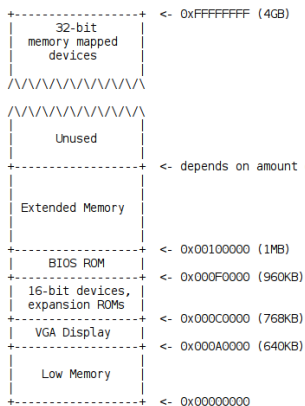 +------------------+  <- 0xFFFFFFFF (4GB)
|      32-bit      |
|  memory mapped   |
|     devices      |
|                  |
/\/\/\/\/\/\/\/\/\/\

/\/\/\/\/\/\/\/\/\/\
|                  |
|      Unused      |
|                  |
+------------------+  <- depends on amount
|                  |
|                  |
| Extended Memory  |
|                  |
|                  |
+------------------+  <- 0x00100000 (1MB)
|     BIOS ROM     |
+------------------+  <- 0x000F0000 (960KB)
|  16-bit devices, |
|  expansion ROMs  |
+------------------+  <- 0x000C0000 (768KB)
|   VGA Display    |
+------------------+  <- 0x000A0000 (640KB)
|                  |
|    Low Memory    |
|                  |
+------------------+  <- 0x00000000